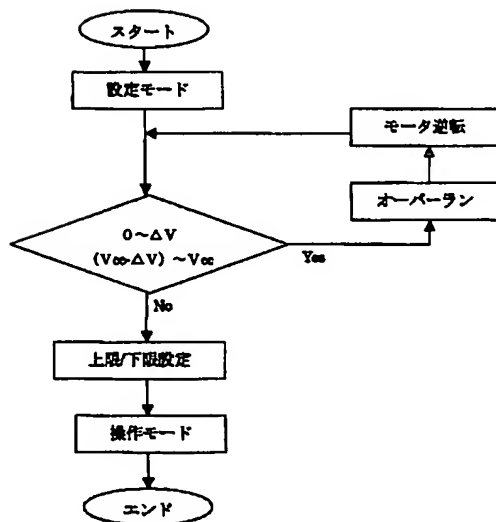 スタート
設定モード
モータ逆転
オーバーラン
0～△V
(Vcc-△V) ～Vcc
Yes
No
上限/下限設定
操作モード
エンド